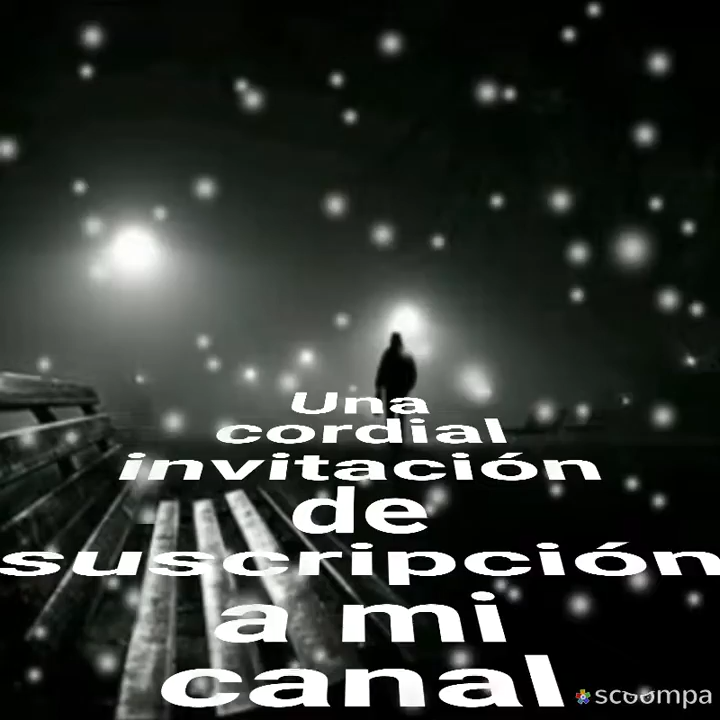 Una
cordial
invitación
de
suscripción
a mi
canal
scoompa